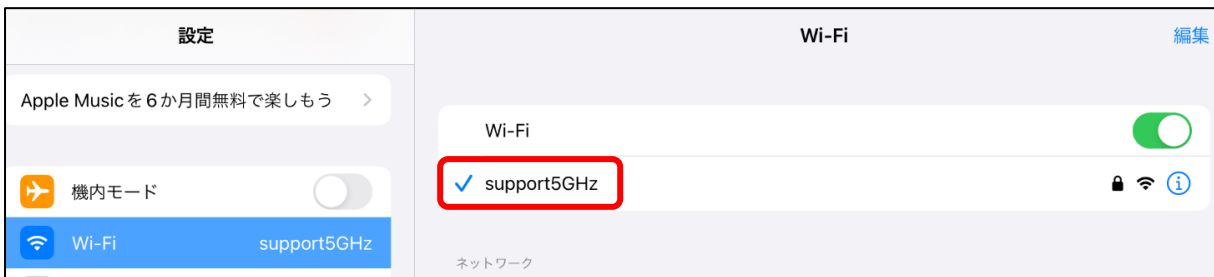 設定
Apple Musicを6か月間無料で楽しもう
機内モード
Wi-Fi support5GHz
Wi-Fi 編集
Wi-Fi
support5GHz
ネットワーク